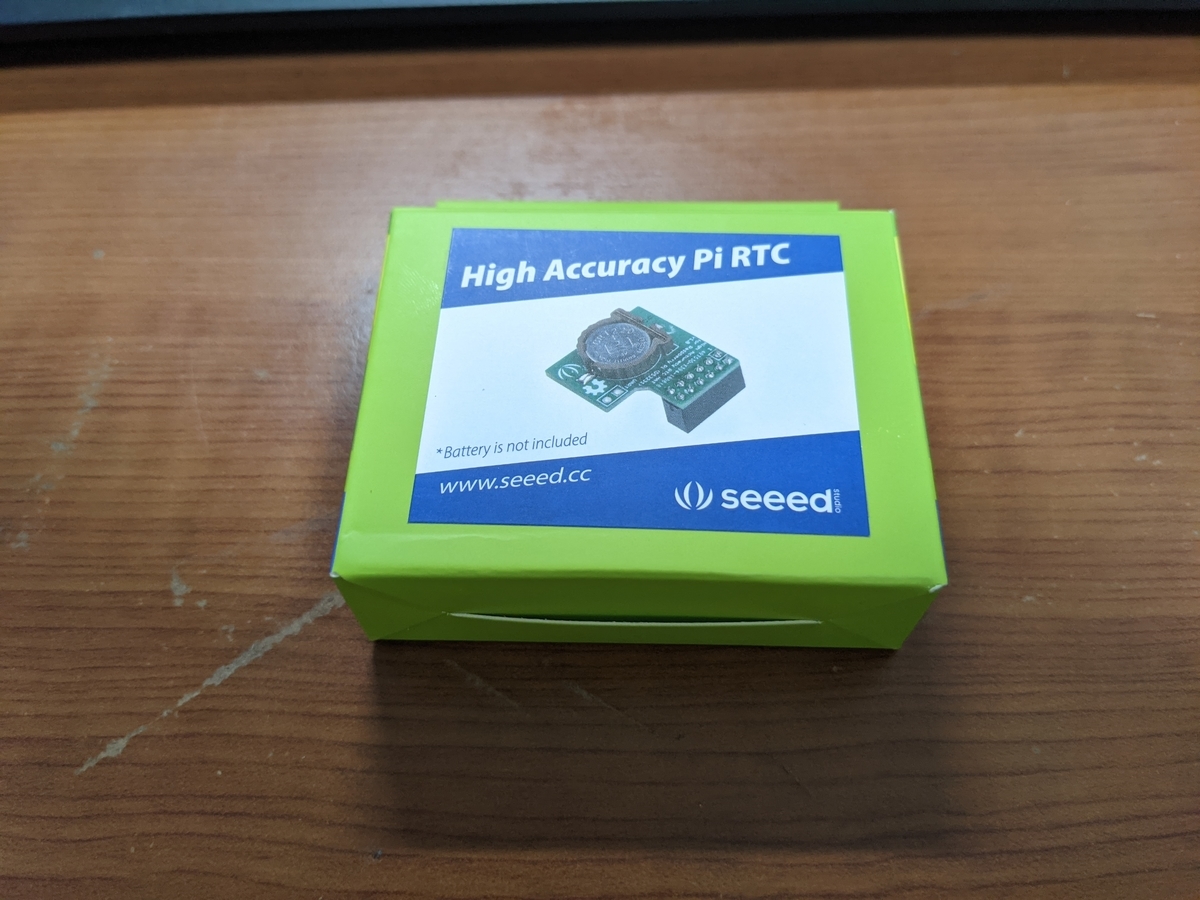 High Accuracy Pi RTC
*Battery is not included
www.seeed.cc
seeed
studio